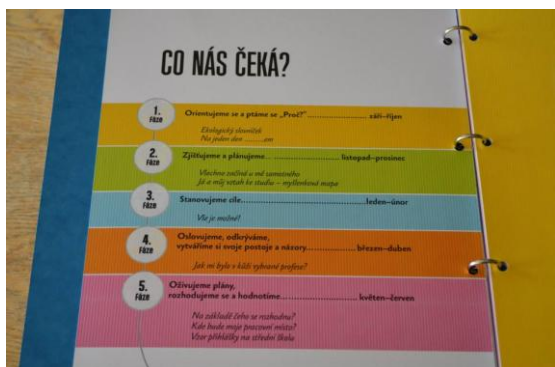 CO NÁS ČEKÁ?
1.
FÁZE
Orientujeme se a ptáme se „Proč?“ ........................ září–říjen
Ekologický slovníček
Na jeden den ..........em
2.
FÁZE
Zjišťujeme a plánujeme........................ listopad–prosinec
Všechno začíná u mě samotného
Já a můj vztah ke studiu – myšlenková mapa
3.
FÁZE
Stanovujeme cíle........................leden–únor
Vše je možné!
4.
FÁZE
Oslovujeme, odkrýváme,
vytváříme si svoje postoje a názory........................březen–duben
Jak mi bylo v kůži vybrané profese?
5.
FÁZE
Oživujeme plány,
rozhodujeme se a hodnotíme........................květen–červen
Na základě čeho se rozhodnu?
Kde bude moje pracovní místo?
Vzor přihlášky na střední škola